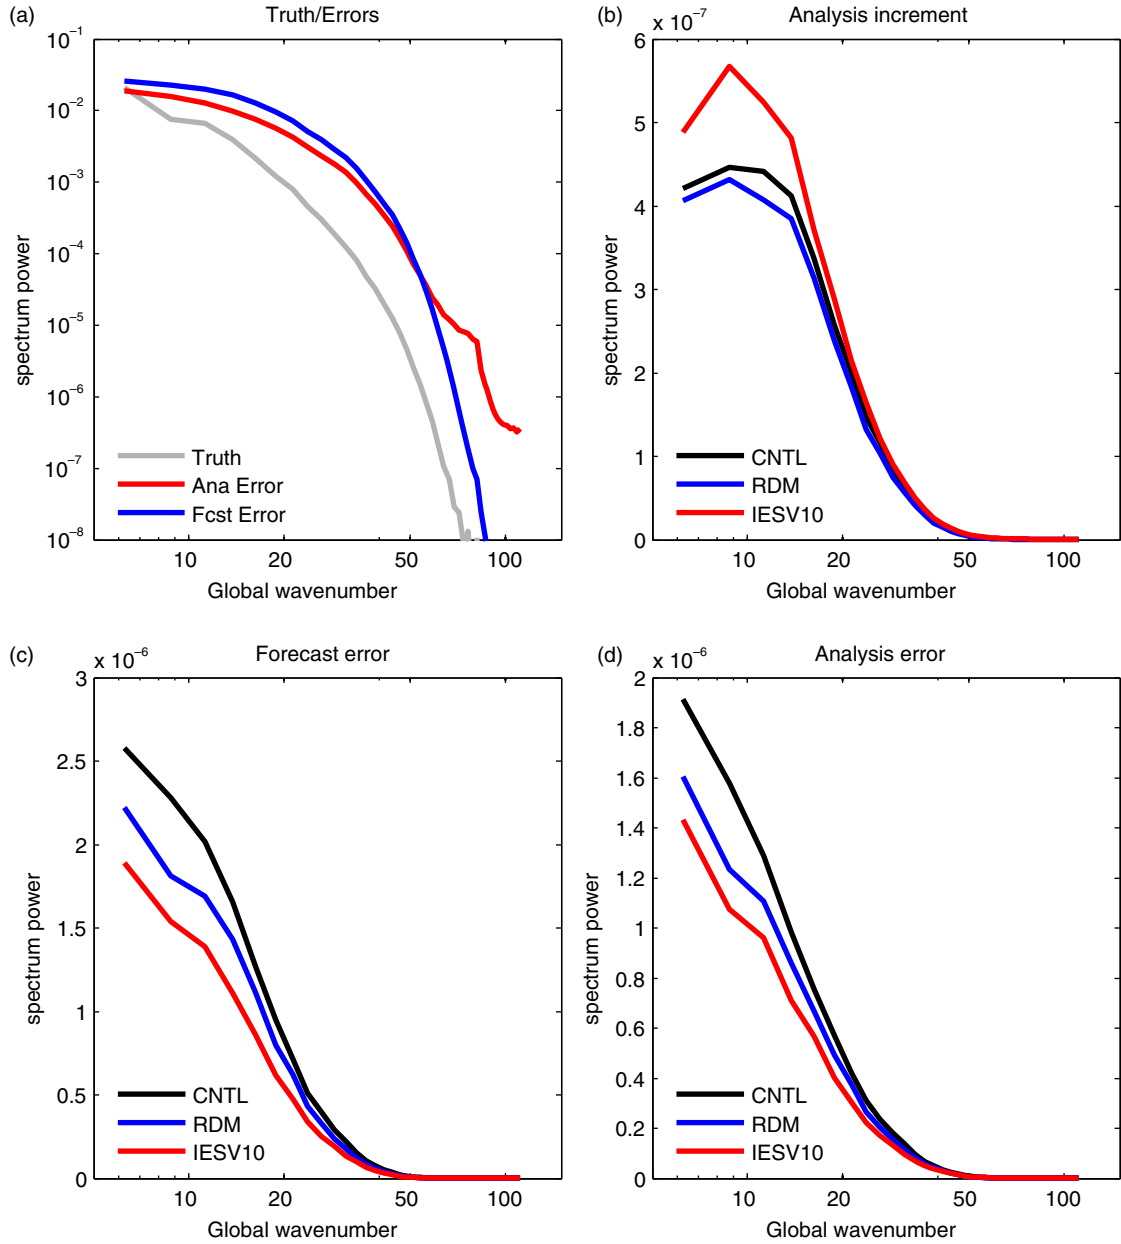 (a) Truth/Errors
10⁻¹
10⁻²
10⁻³
10⁻⁴
10⁻⁵
10⁻⁶
10⁻⁷
10⁻⁸
spectrum power
Truth
Ana Error
Fcst Error
10 20 50 100
Global wavenumber
(b) Analysis increment
x 10⁻⁷
6
5
4
3
2
1
0
spectrum power
CNTL
RDM
IESV10
10 20 50 100
Global wavenumber
(c) Forecast error
x 10⁻⁶
3
2.5
2
1.5
1
0.5
0
spectrum power
CNTL
RDM
IESV10
10 20 50 100
Global wavenumber
(d) Analysis error
x 10⁻⁶
2
1.8
1.6
1.4
1.2
1
0.8
0.6
0.4
0.2
0
spectrum power
CNTL
RDM
IESV10
10 20 50 100
Global wavenumber